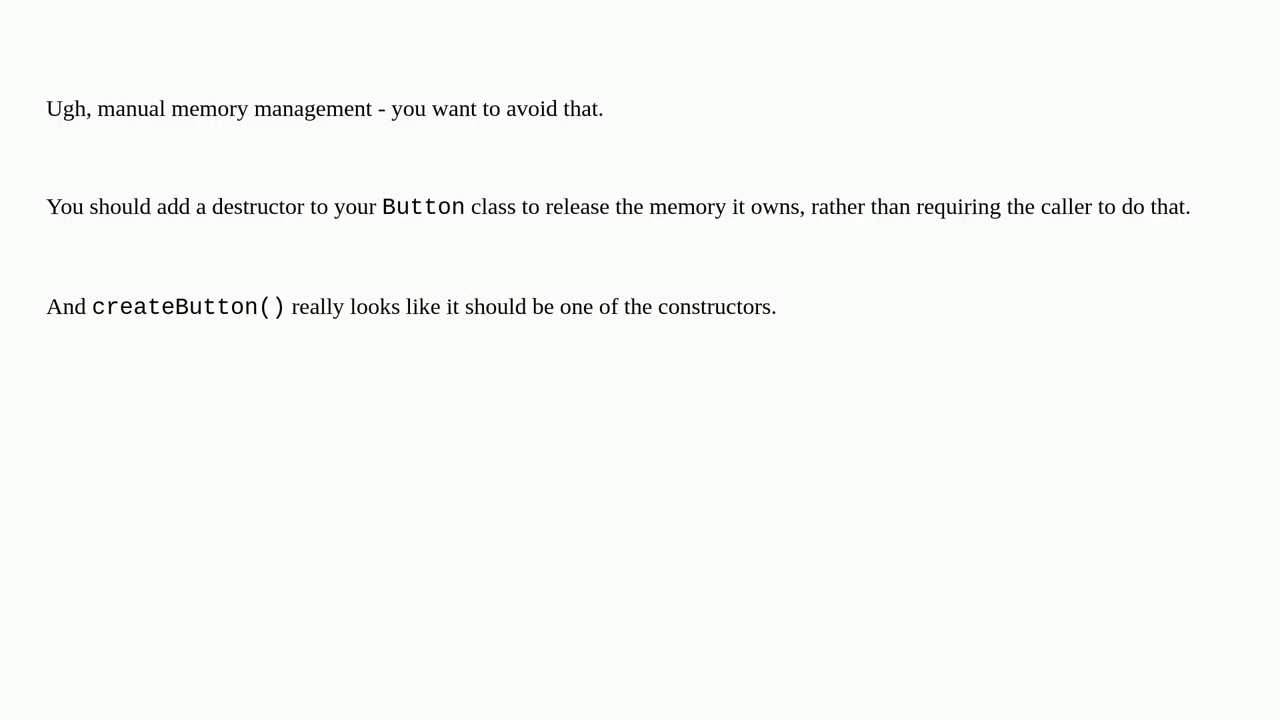 Ugh, manual memory management - you want to avoid that.
You should add a destructor to your Button class to release the memory it owns, rather than requiring the caller to do that.
And createButton() really looks like it should be one of the constructors.